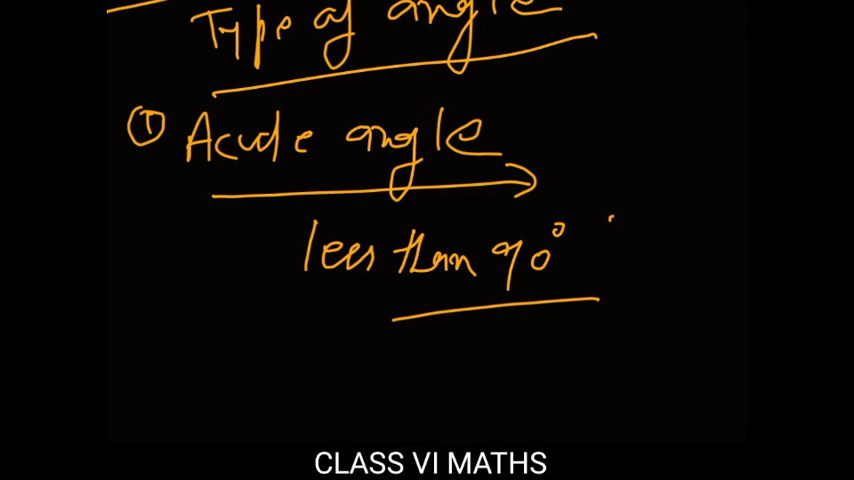 Type of angle
① Acute angle
less than 90°
CLASS VI MATHS